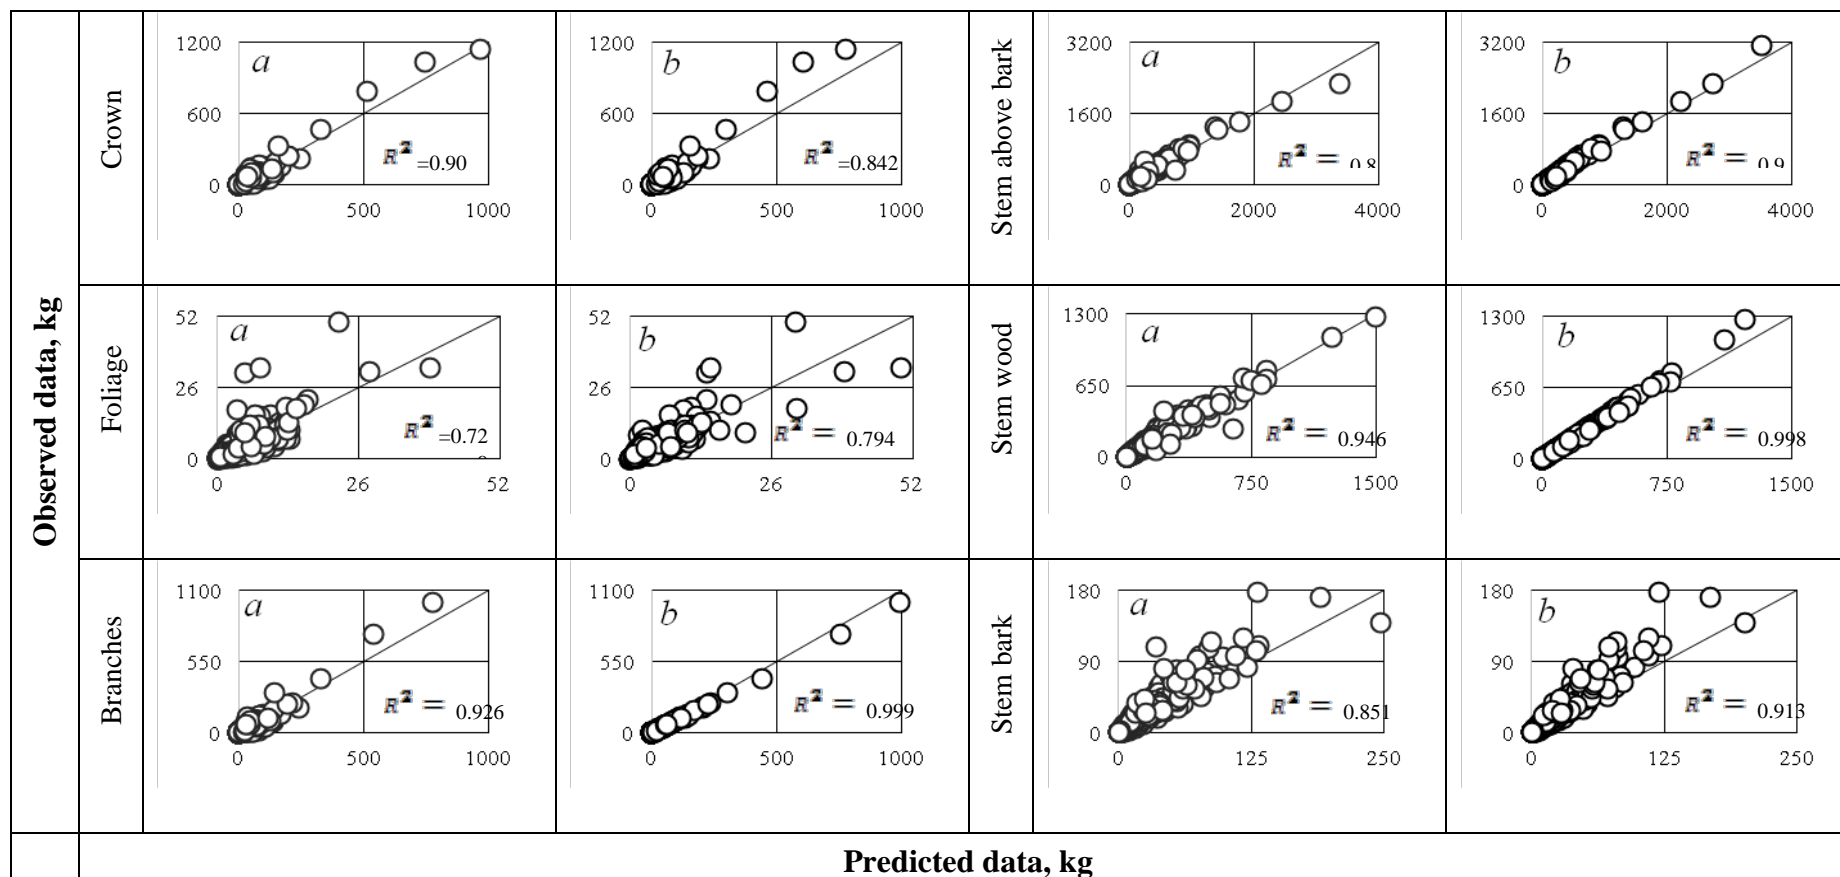 Observed data, kg
Crown
1200
600
0
a
R² =0.90
0 500 1000
1200
600
0
b
R² =0.842
0 500 1000
Stem above bark
3200
1600
0
a
R² =
0 2000 4000
3200
1600
0
b
R² =
0 2000 4000
Foliage
52
26
0
a
R² =0.72
0 26 52
52
26
0
b
R² = 0.794
0 26 52
Stem wood
1300
650
0
a
R² = 0.946
0 750 1500
1300
650
0
b
R² = 0.998
0 750 1500
Branches
1100
550
0
a
R² = 0.926
0 500 1000
1100
550
0
b
R² = 0.999
0 500 1000
Stem bark
180
90
0
a
R² = 0.851
0 125 250
180
90
0
b
R² = 0.913
0 125 250
Predicted data, kg